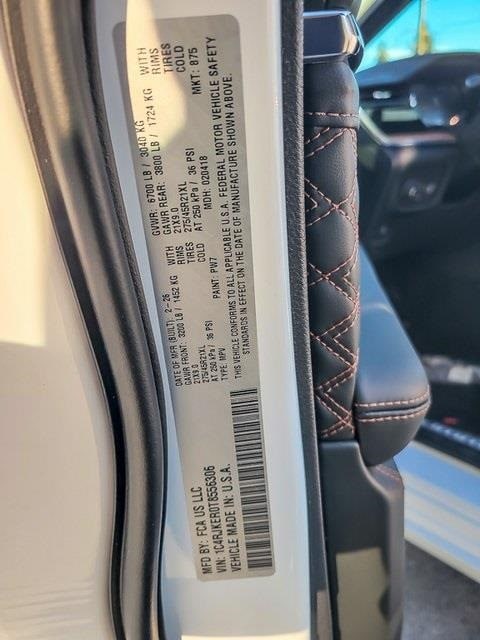 MFD BY: FCA US LLC
VIN: 1C4RJKER0T8556306
VEHICLE MADE IN: U.S.A.
DATE OF MFR (BUILT): 2-26
GVWR: 6700 LB / 3040 KG
GAWR FRONT: 3200 LB / 1452 KG WITH
21X9.0 RIMS
275/45R21XL TIRES
AT 250 kPa / 36 PSI COLD
GAWR REAR: 3800 LB / 1724 KG WITH
21X9.0 RIMS
275/45R21XL TIRES
AT 250 kPa / 36 PSI COLD
TYPE: MPV PAINT: PW7 MDH: 020418 MKT: 875
THIS VEHICLE CONFORMS TO ALL APPLICABLE U.S.A. FEDERAL MOTOR VEHICLE SAFETY
STANDARDS IN EFFECT ON THE DATE OF MANUFACTURE SHOWN ABOVE.